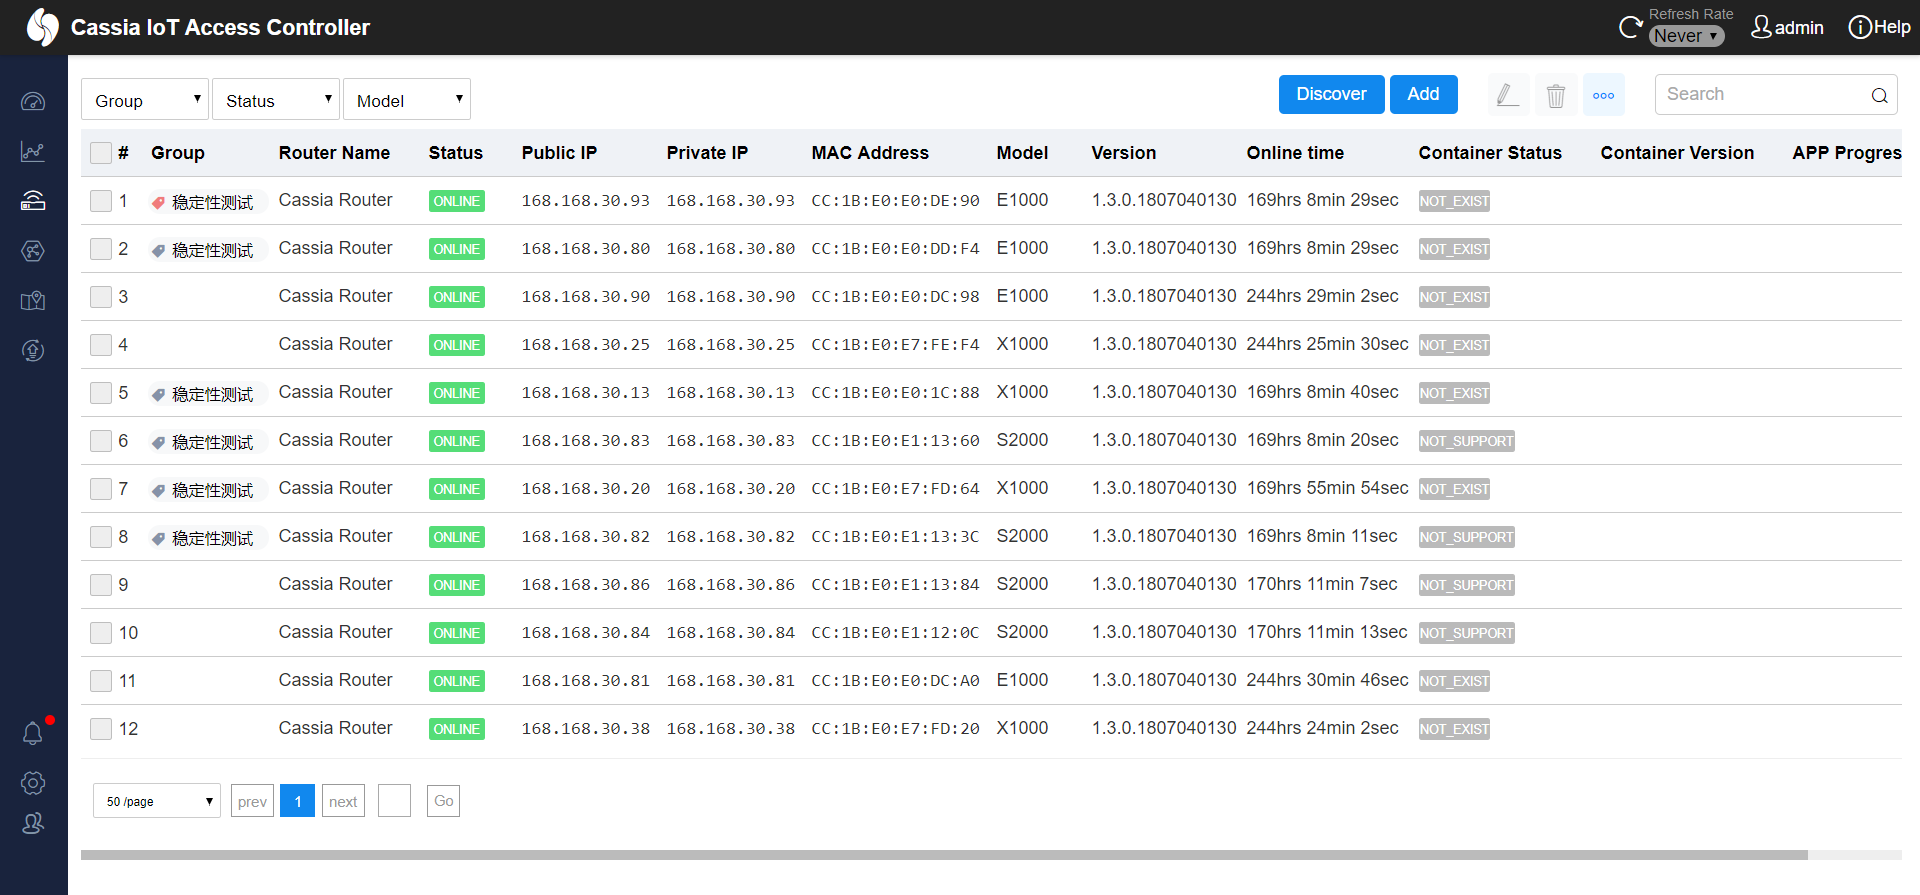 Cassia IoT Access Controller Refresh Rate Never ▼ admin Help
Group ▼ Status ▼ Model ▼ Discover Add Search
# Group Router Name Status Public IP Private IP MAC Address Model Version Online time Container Status Container Version APP Progres
1 稳定性测试 Cassia Router ONLINE 168.168.30.93 168.168.30.93 CC:1B:E0:E0:DE:90 E1000 1.3.0.1807040130 169hrs 8min 29sec NOT_EXIST
2 稳定性测试 Cassia Router ONLINE 168.168.30.80 168.168.30.80 CC:1B:E0:E0:DD:F4 E1000 1.3.0.1807040130 169hrs 8min 29sec NOT_EXIST
3 Cassia Router ONLINE 168.168.30.90 168.168.30.90 CC:1B:E0:E0:DC:98 E1000 1.3.0.1807040130 244hrs 29min 2sec NOT_EXIST
4 Cassia Router ONLINE 168.168.30.25 168.168.30.25 CC:1B:E0:E7:FE:F4 X1000 1.3.0.1807040130 244hrs 25min 30sec NOT_EXIST
5 稳定性测试 Cassia Router ONLINE 168.168.30.13 168.168.30.13 CC:1B:E0:E0:1C:88 X1000 1.3.0.1807040130 169hrs 8min 40sec NOT_EXIST
6 稳定性测试 Cassia Router ONLINE 168.168.30.83 168.168.30.83 CC:1B:E0:E1:13:60 S2000 1.3.0.1807040130 169hrs 8min 20sec NOT_SUPPORT
7 稳定性测试 Cassia Router ONLINE 168.168.30.20 168.168.30.20 CC:1B:E0:E7:FD:64 X1000 1.3.0.1807040130 169hrs 55min 54sec NOT_EXIST
8 稳定性测试 Cassia Router ONLINE 168.168.30.82 168.168.30.82 CC:1B:E0:E1:13:3C S2000 1.3.0.1807040130 169hrs 8min 11sec NOT_SUPPORT
9 Cassia Router ONLINE 168.168.30.86 168.168.30.86 CC:1B:E0:E1:13:84 S2000 1.3.0.1807040130 170hrs 11min 7sec NOT_SUPPORT
10 Cassia Router ONLINE 168.168.30.84 168.168.30.84 CC:1B:E0:E1:12:0C S2000 1.3.0.1807040130 170hrs 11min 13sec NOT_SUPPORT
11 Cassia Router ONLINE 168.168.30.81 168.168.30.81 CC:1B:E0:E0:DC:A0 E1000 1.3.0.1807040130 244hrs 30min 46sec NOT_EXIST
12 Cassia Router ONLINE 168.168.30.38 168.168.30.38 CC:1B:E0:E7:FD:20 X1000 1.3.0.1807040130 244hrs 24min 2sec NOT_EXIST
50 /page ▼ prev 1 next Go